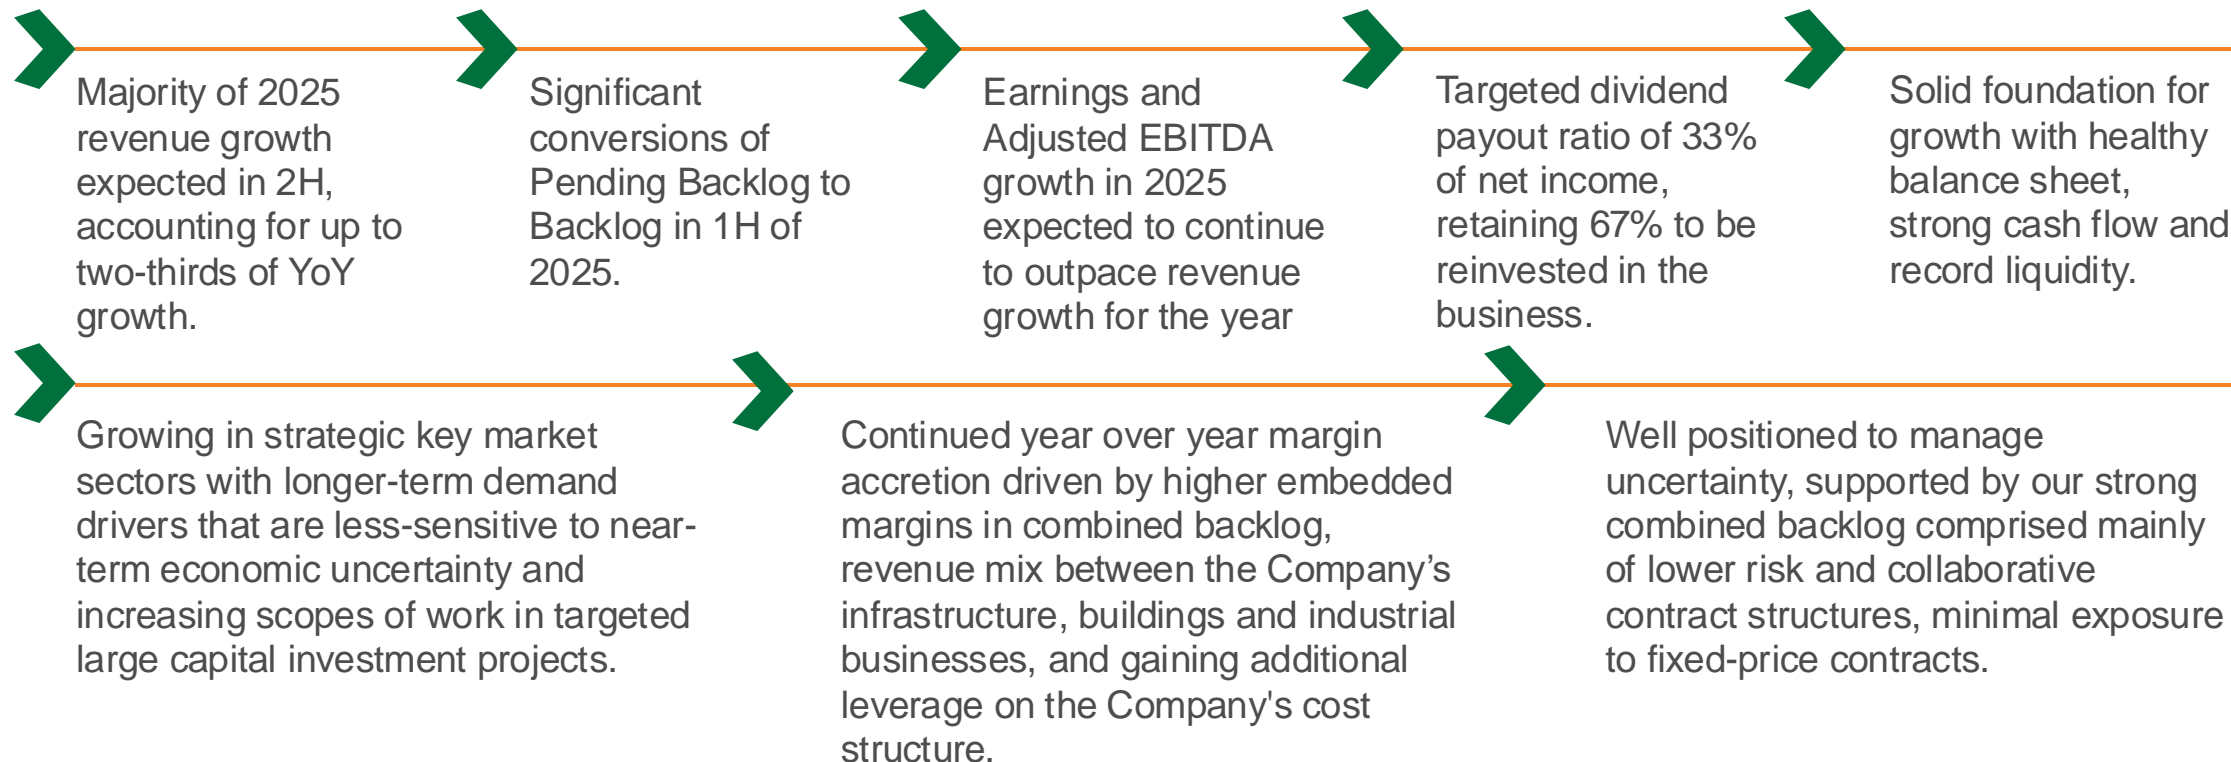 Majority of 2025
revenue growth
expected in 2H,
accounting for up to
two-thirds of YoY
growth.
Significant
conversions of
Pending Backlog to
Backlog in 1H of
2025.
Earnings and
Adjusted EBITDA
growth in 2025
expected to continue
to outpace revenue
growth for the year
Targeted dividend
payout ratio of 33%
of net income,
retaining 67% to be
reinvested in the
business.
Solid foundation for
growth with healthy
balance sheet,
strong cash flow and
record liquidity.
Growing in strategic key market
sectors with longer-term demand
drivers that are less-sensitive to near-
term economic uncertainty and
increasing scopes of work in targeted
large capital investment projects.
Continued year over year margin
accretion driven by higher embedded
margins in combined backlog,
revenue mix between the Company’s
infrastructure, buildings and industrial
businesses, and gaining additional
leverage on the Company's cost
structure.
Well positioned to manage
uncertainty, supported by our strong
combined backlog comprised mainly
of lower risk and collaborative
contract structures, minimal exposure
to fixed-price contracts.